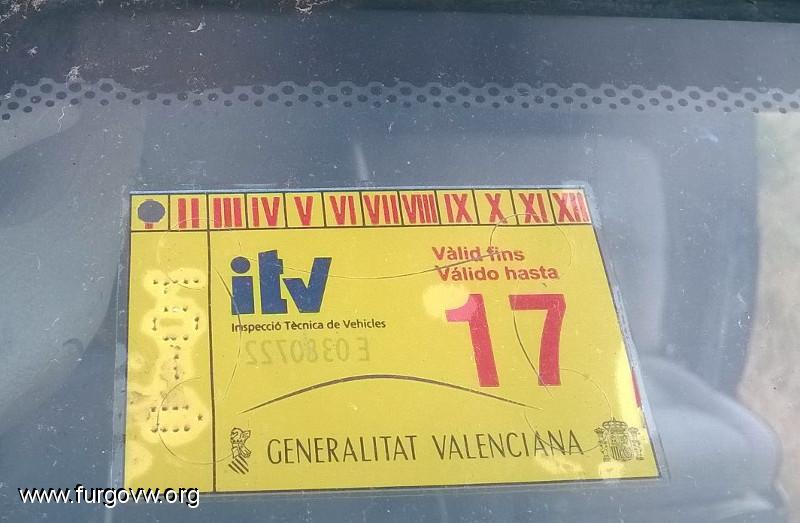 I II III IV V VI VII VIII IX X XI XII
itv
Inspecció Tècnica de Vehicles
Vàlid fins
Válido hasta
17
E0380722
GENERALITAT VALENCIANA
www.furgovw.org